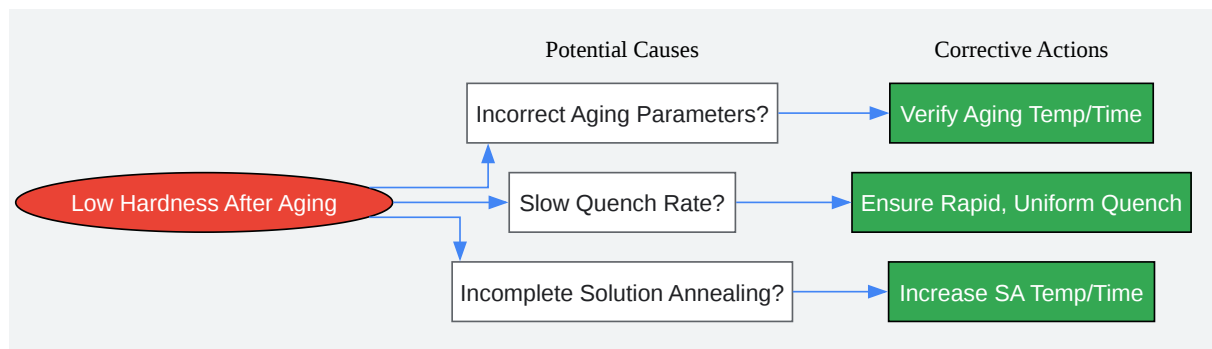 Potential Causes
Corrective Actions
Incorrect Aging Parameters?
Verify Aging Temp/Time
Low Hardness After Aging
Slow Quench Rate?
Ensure Rapid, Uniform Quench
Incomplete Solution Annealing?
Increase SA Temp/Time